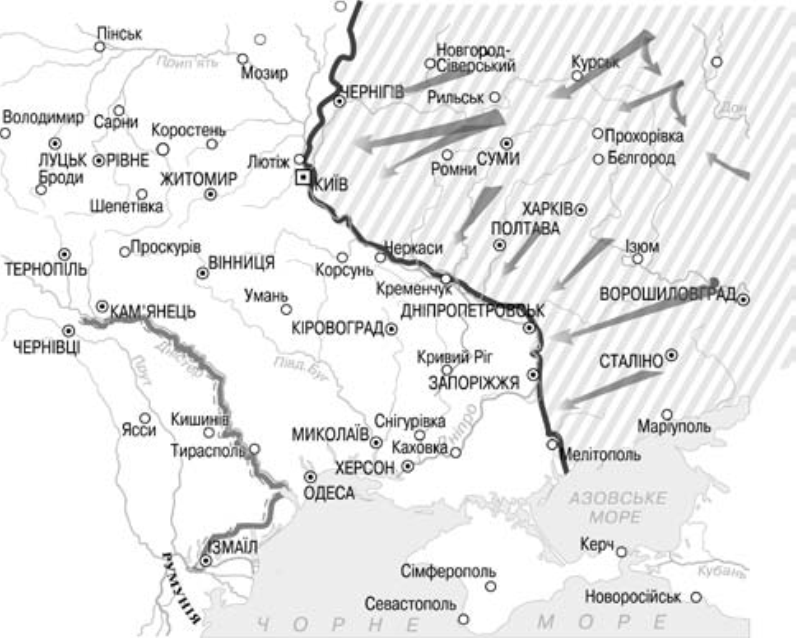 Пінськ
Прип'ять
Мозир
Новгород-
Сіверський
Курськ
ЧЕРНІГІВ
Рильськ
Дон
Володимир
Сарни
Коростень
Прохорівка
Бєлгород
ЛУЦЬК
РІВНЕ
Лютіж
Ромни
СУМИ
Броди
ЖИТОМИР
КИЇВ
Шепетівка
ХАРКІВ
ПОЛТАВА
Проскурів
Черкаси
Ізюм
ТЕРНОПІЛЬ
ВІННИЦЯ
Корсунь
Кременчук
Умань
ВОРОШИЛОВГРАД
КАМ'ЯНЕЦЬ
ДНІПРОПЕТРОВСЬК
КІРОВОГРАД
ЧЕРНІВЦІ
Дністер
Прут
Півд.Буг
Кривий Ріг
СТАЛІНО
ЗАПОРІЖЖЯ
Ясси
Кишинів
Снігурівка
Дніпро
Маріуполь
МИКОЛАЇВ
Тирасполь
Каховка
Мелітополь
ХЕРСОН
ОДЕСА
АЗОВСЬКЕ
МОРЕ
ІЗМАЇЛ
Керч
РУМУНІЯ
Сімферополь
Кубань
Севастополь
Новоросійськ
ЧОРНЕ МОРЕ